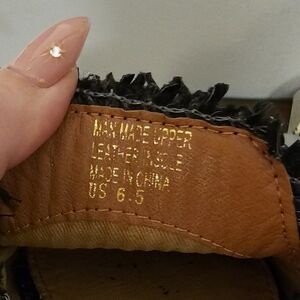 MAN MADE UPPER
LEATHER INSOLE
MADE IN CHINA
US 6.5